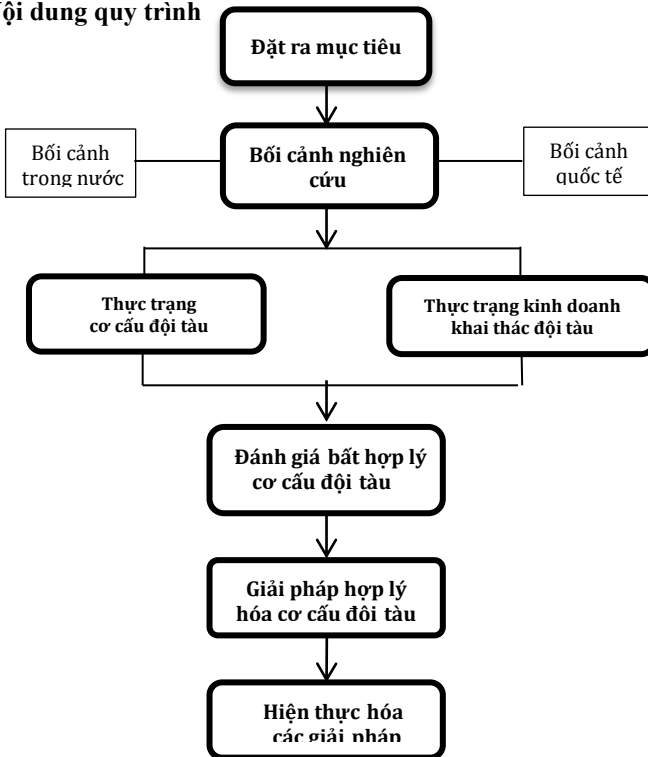 Nội dung quy trình
Đặt ra mục tiêu
Bối cảnh
trong nước
Bối cảnh nghiên
cứu
Bối cảnh
quốc tế
Thực trạng
cơ cấu đội tàu
Thực trạng kinh doanh
khai thác đội tàu
Đánh giá bất hợp lý
cơ cấu đội tàu
Giải pháp hợp lý
hóa cơ cấu đôi tàu
Hiện thực hóa
các giải pháp